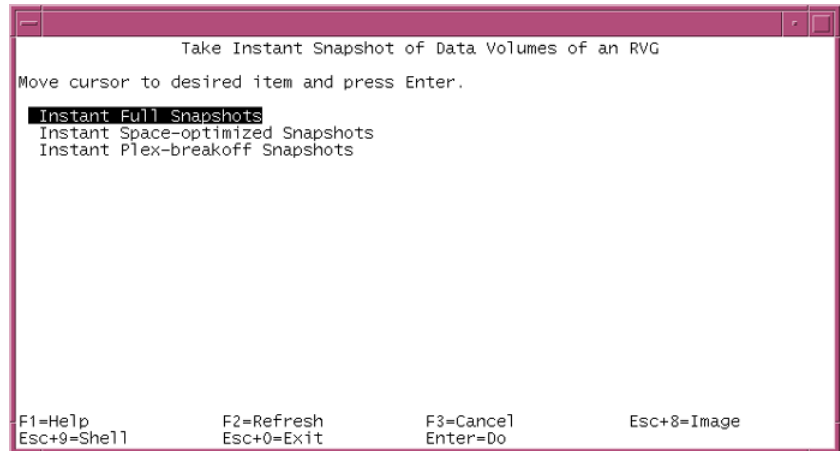 Take Instant Snapshot of Data Volumes of an RVG
Move cursor to desired item and press Enter.
Instant Full Snapshots
Instant Space-optimized Snapshots
Instant Plex-breakoff Snapshots
F1=Help F2=Refresh F3=Cancel Esc+8=Image
Esc+9=Shell Esc+0=Exit Enter=Do